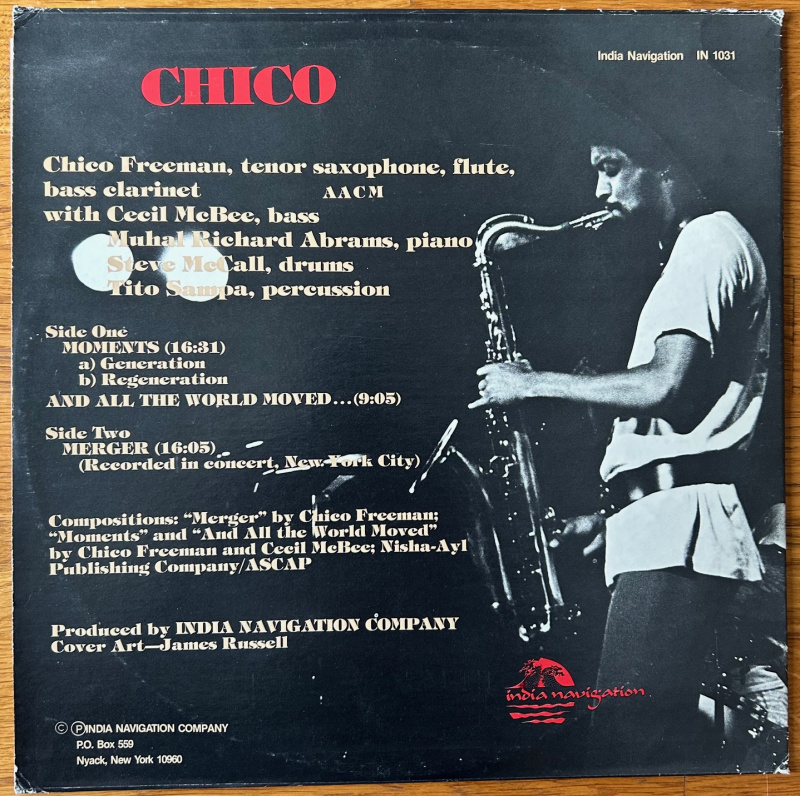 India Navigation IN 1031
CHICO
Chico Freeman, tenor saxophone, flute,
bass clarinet AACM
with Cecil McBee, bass
Muhal Richard Abrams, piano
Steve McCall, drums
Tito Sampa, percussion
Side One
MOMENTS (16:31)
a) Generation
b) Regeneration
AND ALL THE WORLD MOVED...(9:05)
Side Two
MERGER (16:05)
(Recorded in concert, New York City)
Compositions: “Merger” by Chico Freeman;
“Moments” and “And All the World Moved”
by Chico Freeman and Cecil McBee; Nisha-Ayl
Publishing Company/ASCAP
Produced by INDIA NAVIGATION COMPANY
Cover Art—James Russell
india navigation
© ℗INDIA NAVIGATION COMPANY
P.O. Box 559
Nyack, New York 10960